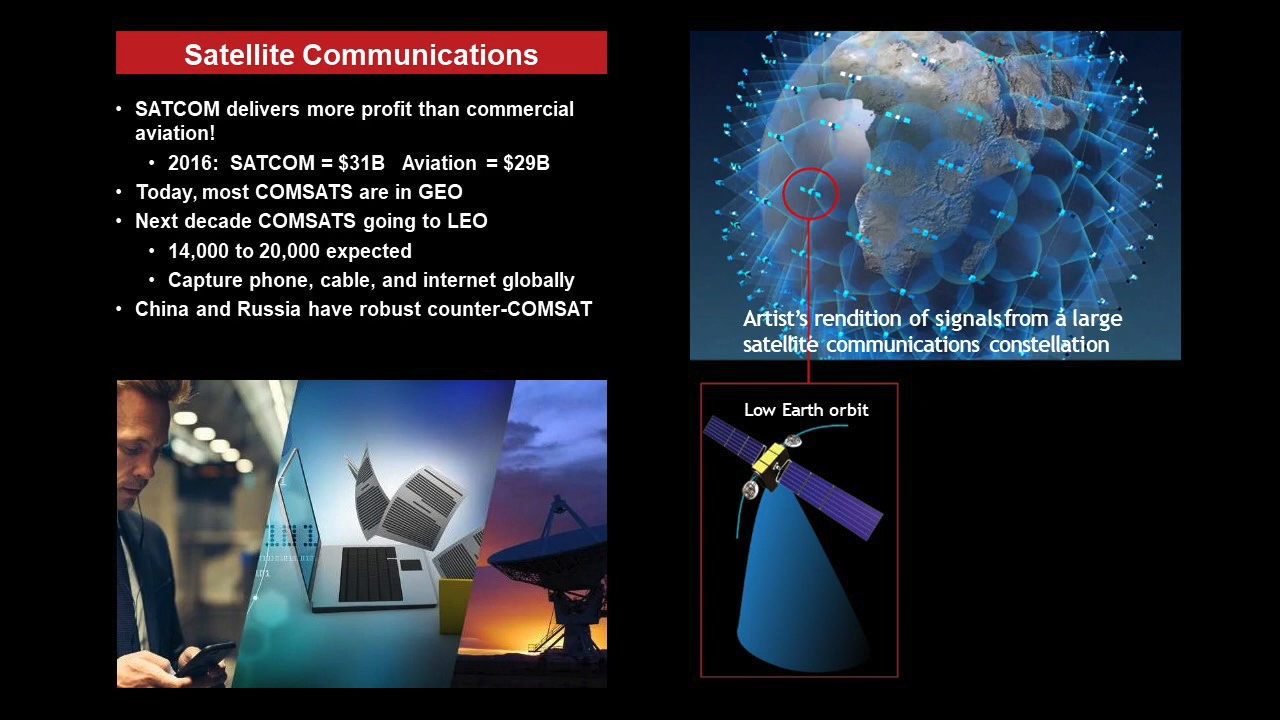 Satellite Communications
• SATCOM delivers more profit than commercial
aviation!
• 2016: SATCOM = $31B Aviation = $29B
• Today, most COMSATS are in GEO
• Next decade COMSATS going to LEO
• 14,000 to 20,000 expected
• Capture phone, cable, and internet globally
• China and Russia have robust counter-COMSAT
Artist's rendition of signals from a large
satellite communications constellation
Low Earth orbit